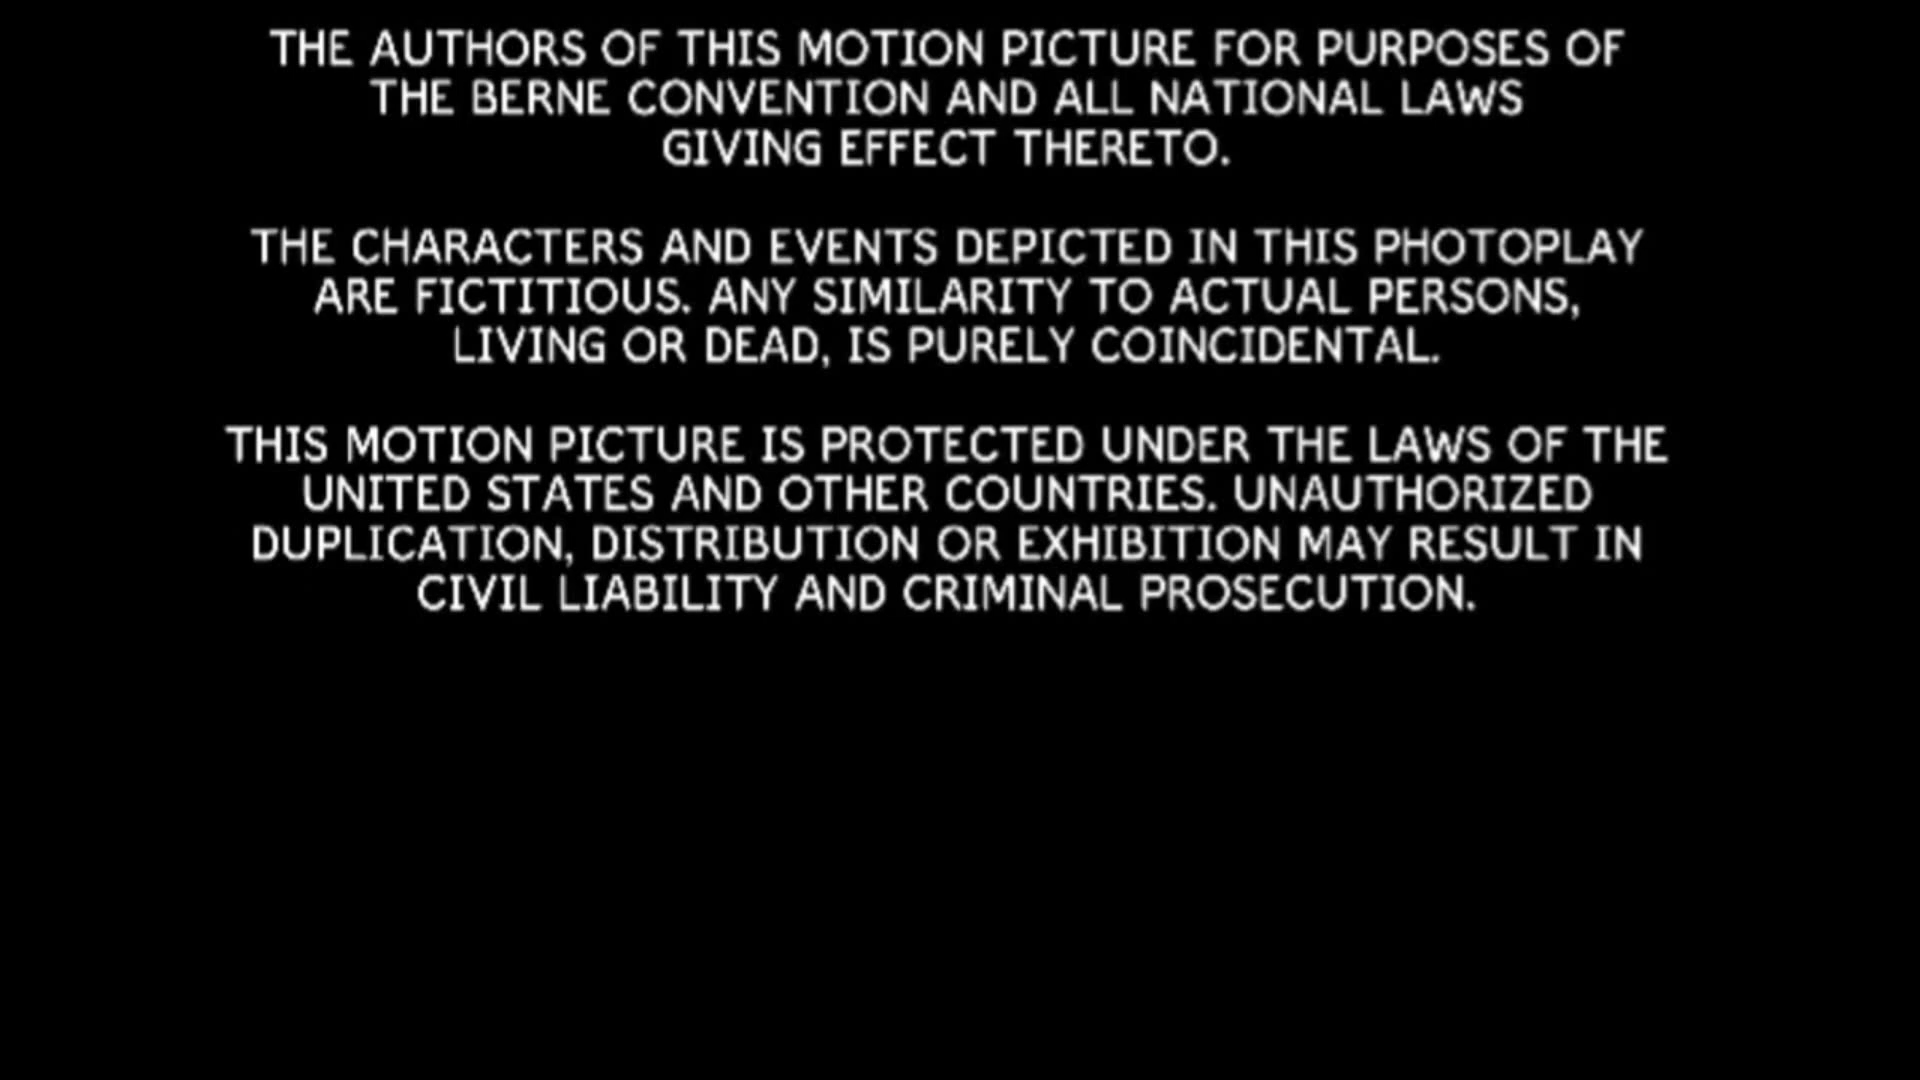 THE AUTHORS OF THIS MOTION PICTURE FOR PURPOSES OF
THE BERNE CONVENTION AND ALL NATIONAL LAWS
GIVING EFFECT THERETO.
THE CHARACTERS AND EVENTS DEPICTED IN THIS PHOTOPLAY
ARE FICTITIOUS. ANY SIMILARITY TO ACTUAL PERSONS,
LIVING OR DEAD, IS PURELY COINCIDENTAL.
THIS MOTION PICTURE IS PROTECTED UNDER THE LAWS OF THE
UNITED STATES AND OTHER COUNTRIES. UNAUTHORIZED
DUPLICATION, DISTRIBUTION OR EXHIBITION MAY RESULT IN
CIVIL LIABILITY AND CRIMINAL PROSECUTION.